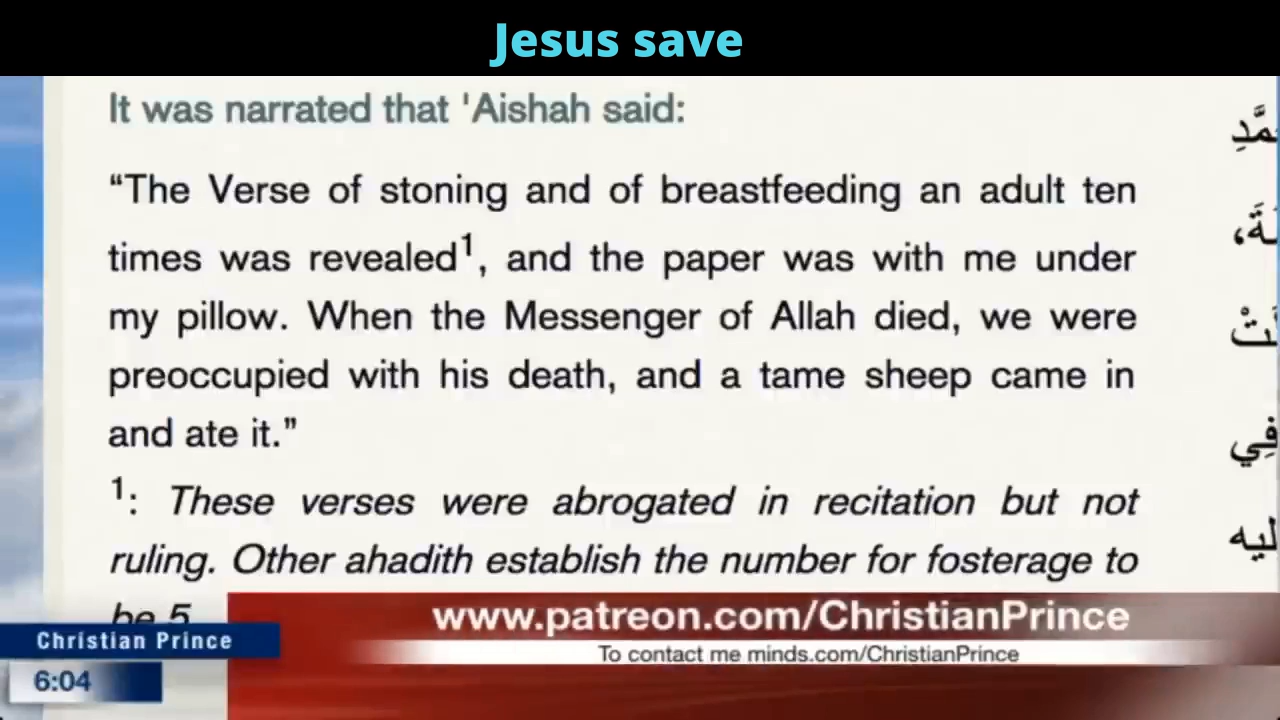 Jesus save
It was narrated that 'Aishah said:
“The Verse of stoning and of breastfeeding an adult ten
times was revealed¹, and the paper was with me under
my pillow. When the Messenger of Allah died, we were
preoccupied with his death, and a tame sheep came in
and ate it.”
¹: These verses were abrogated in recitation but not
ruling. Other ahadith establish the number for fosterage to
be 5
www.patreon.com/ChristianPrince
Christian Prince
To contact me minds.com/ChristianPrince
6:04
في